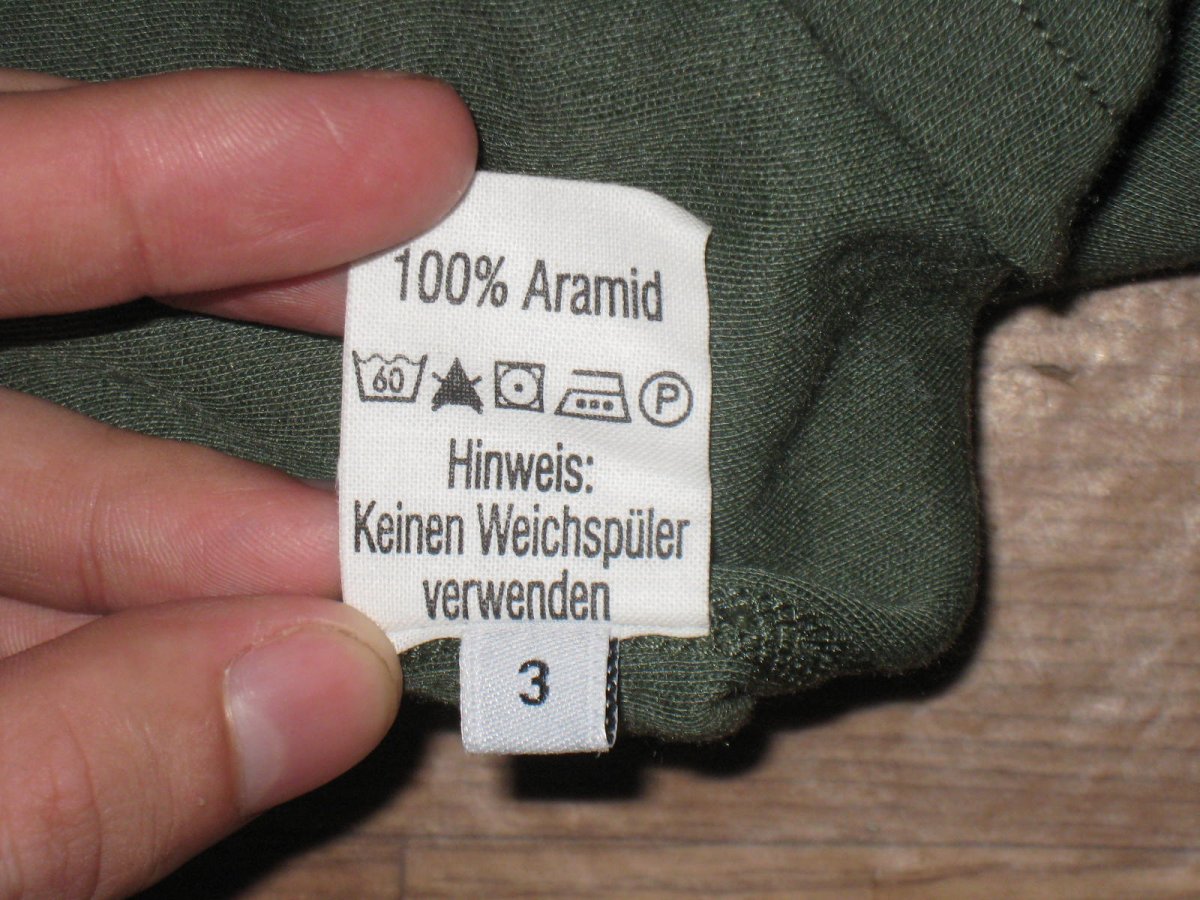 100% Aramid
60 P
Hinweis:
Keinen Weichspüler
verwenden
3